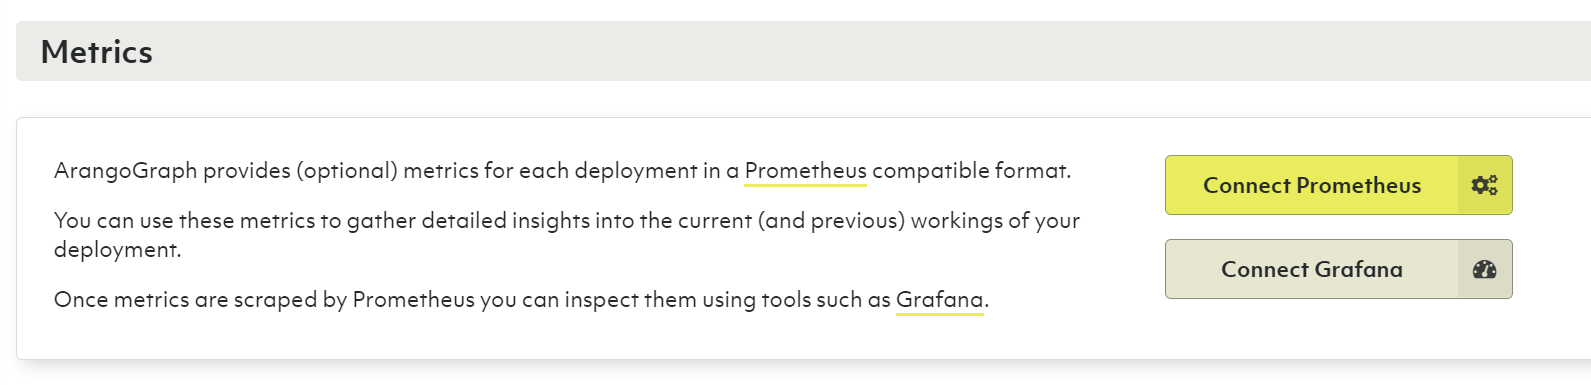 Metrics
ArangoGraph provides (optional) metrics for each deployment in a Prometheus compatible format.
You can use these metrics to gather detailed insights into the current (and previous) workings of your
deployment.
Once metrics are scraped by Prometheus you can inspect them using tools such as Grafana.
Connect Prometheus
Connect Grafana